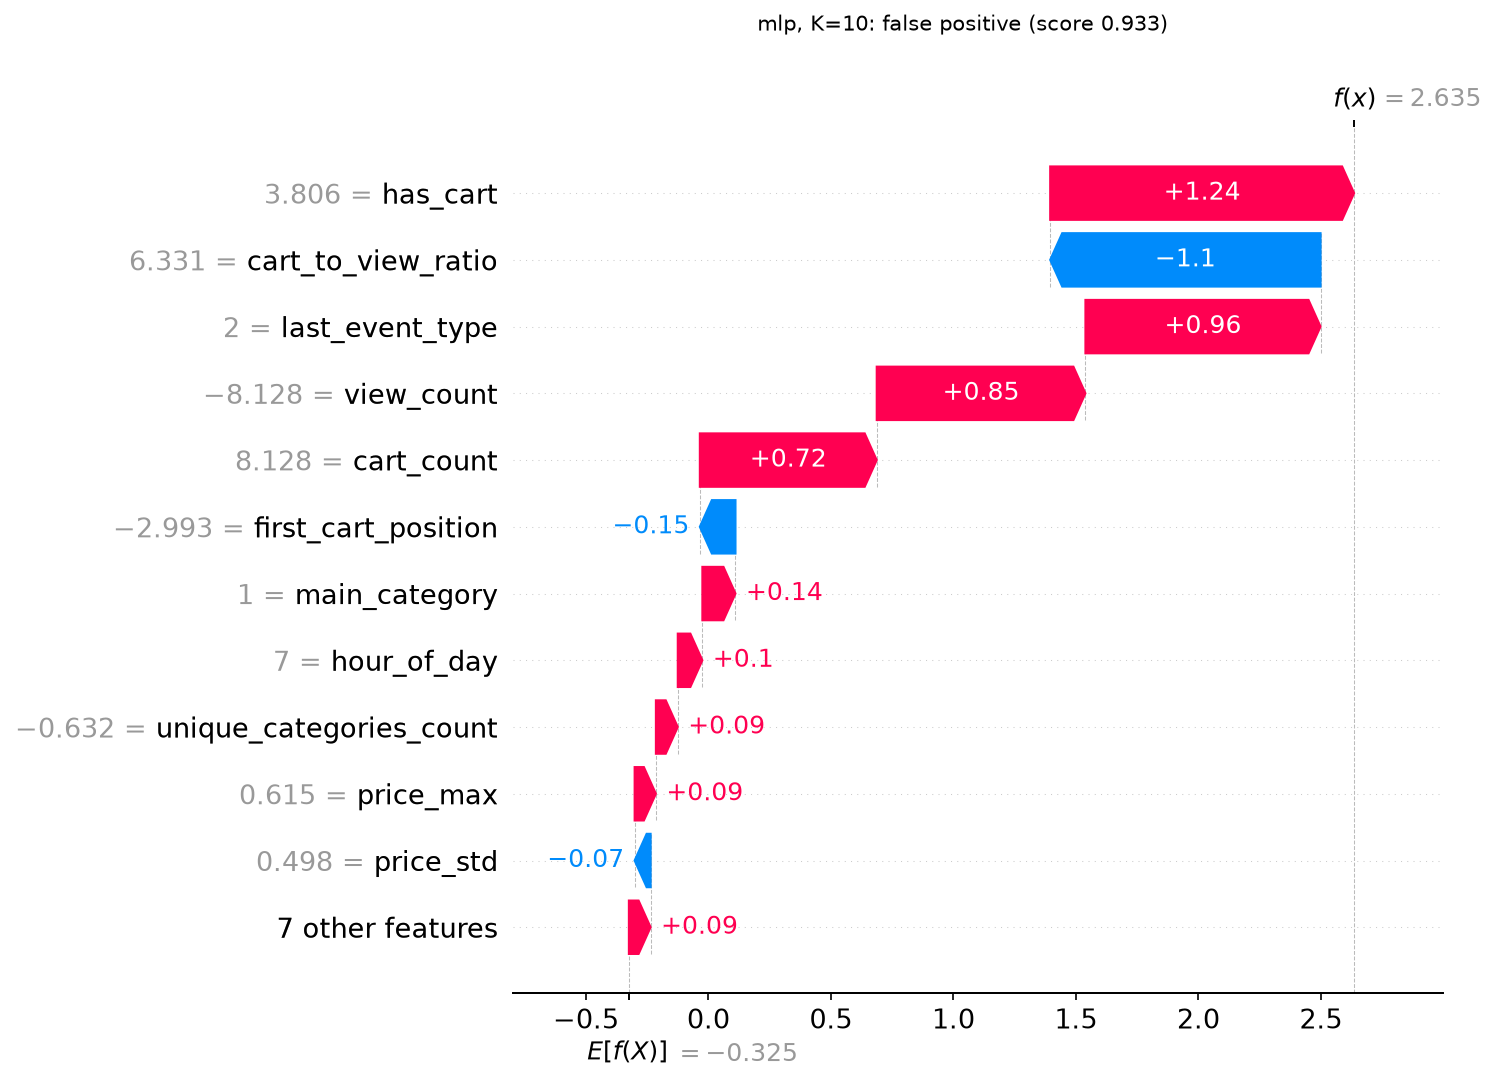 mlp, K=10: false positive (score 0.933)
f(x) = 2.635
3.806 = has_cart +1.24
6.331 = cart_to_view_ratio −1.1
2 = last_event_type +0.96
−8.128 = view_count +0.85
8.128 = cart_count +0.72
−2.993 = first_cart_position −0.15
1 = main_category +0.14
7 = hour_of_day +0.1
−0.632 = unique_categories_count +0.09
0.615 = price_max +0.09
0.498 = price_std −0.07
7 other features +0.09
−0.5 0.0 0.5 1.0 1.5 2.0 2.5
E[f(X)] = −0.325